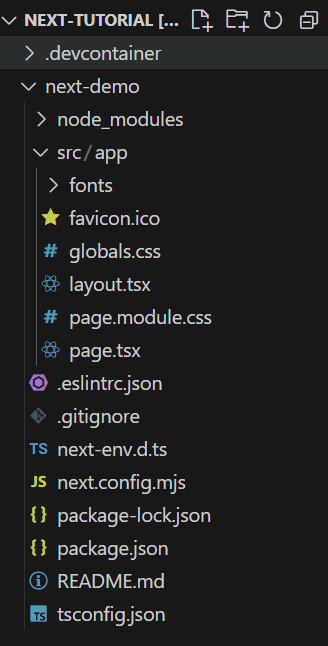 NEXT-TUTORIAL [...
.devcontainer
next-demo
node_modules
src/app
fonts
favicon.ico
# globals.css
layout.tsx
# page.module.css
page.tsx
.eslintrc.json
.gitignore
TS next-env.d.ts
JS next.config.mjs
{} package-lock.json
{} package.json
README.md
TS tsconfig.json